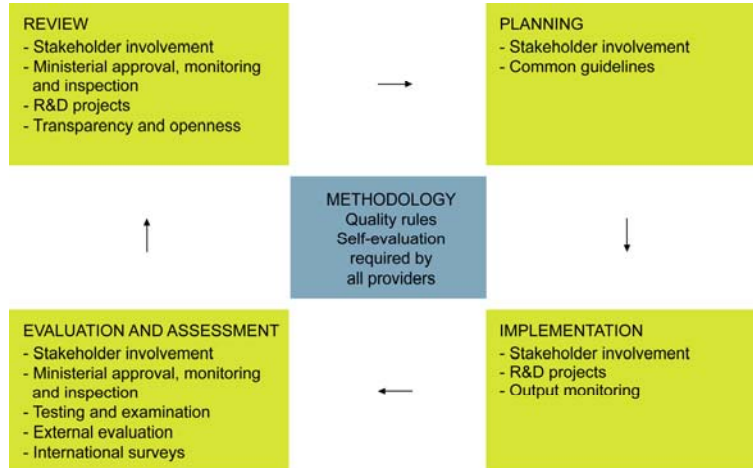 REVIEW
- Stakeholder involvement
- Ministerial approval, monitoring
and inspection
- R&D projects
- Transparency and openness
PLANNING
- Stakeholder involvement
- Common guidelines
METHODOLOGY
Quality rules
Self-evaluation
required by
all providers
EVALUATION AND ASSESSMENT
- Stakeholder involvement
- Ministerial approval, monitoring
and inspection
- Testing and examination
- External evaluation
- International surveys
IMPLEMENTATION
- Stakeholder involvement
- R&D projects
- Output monitoring